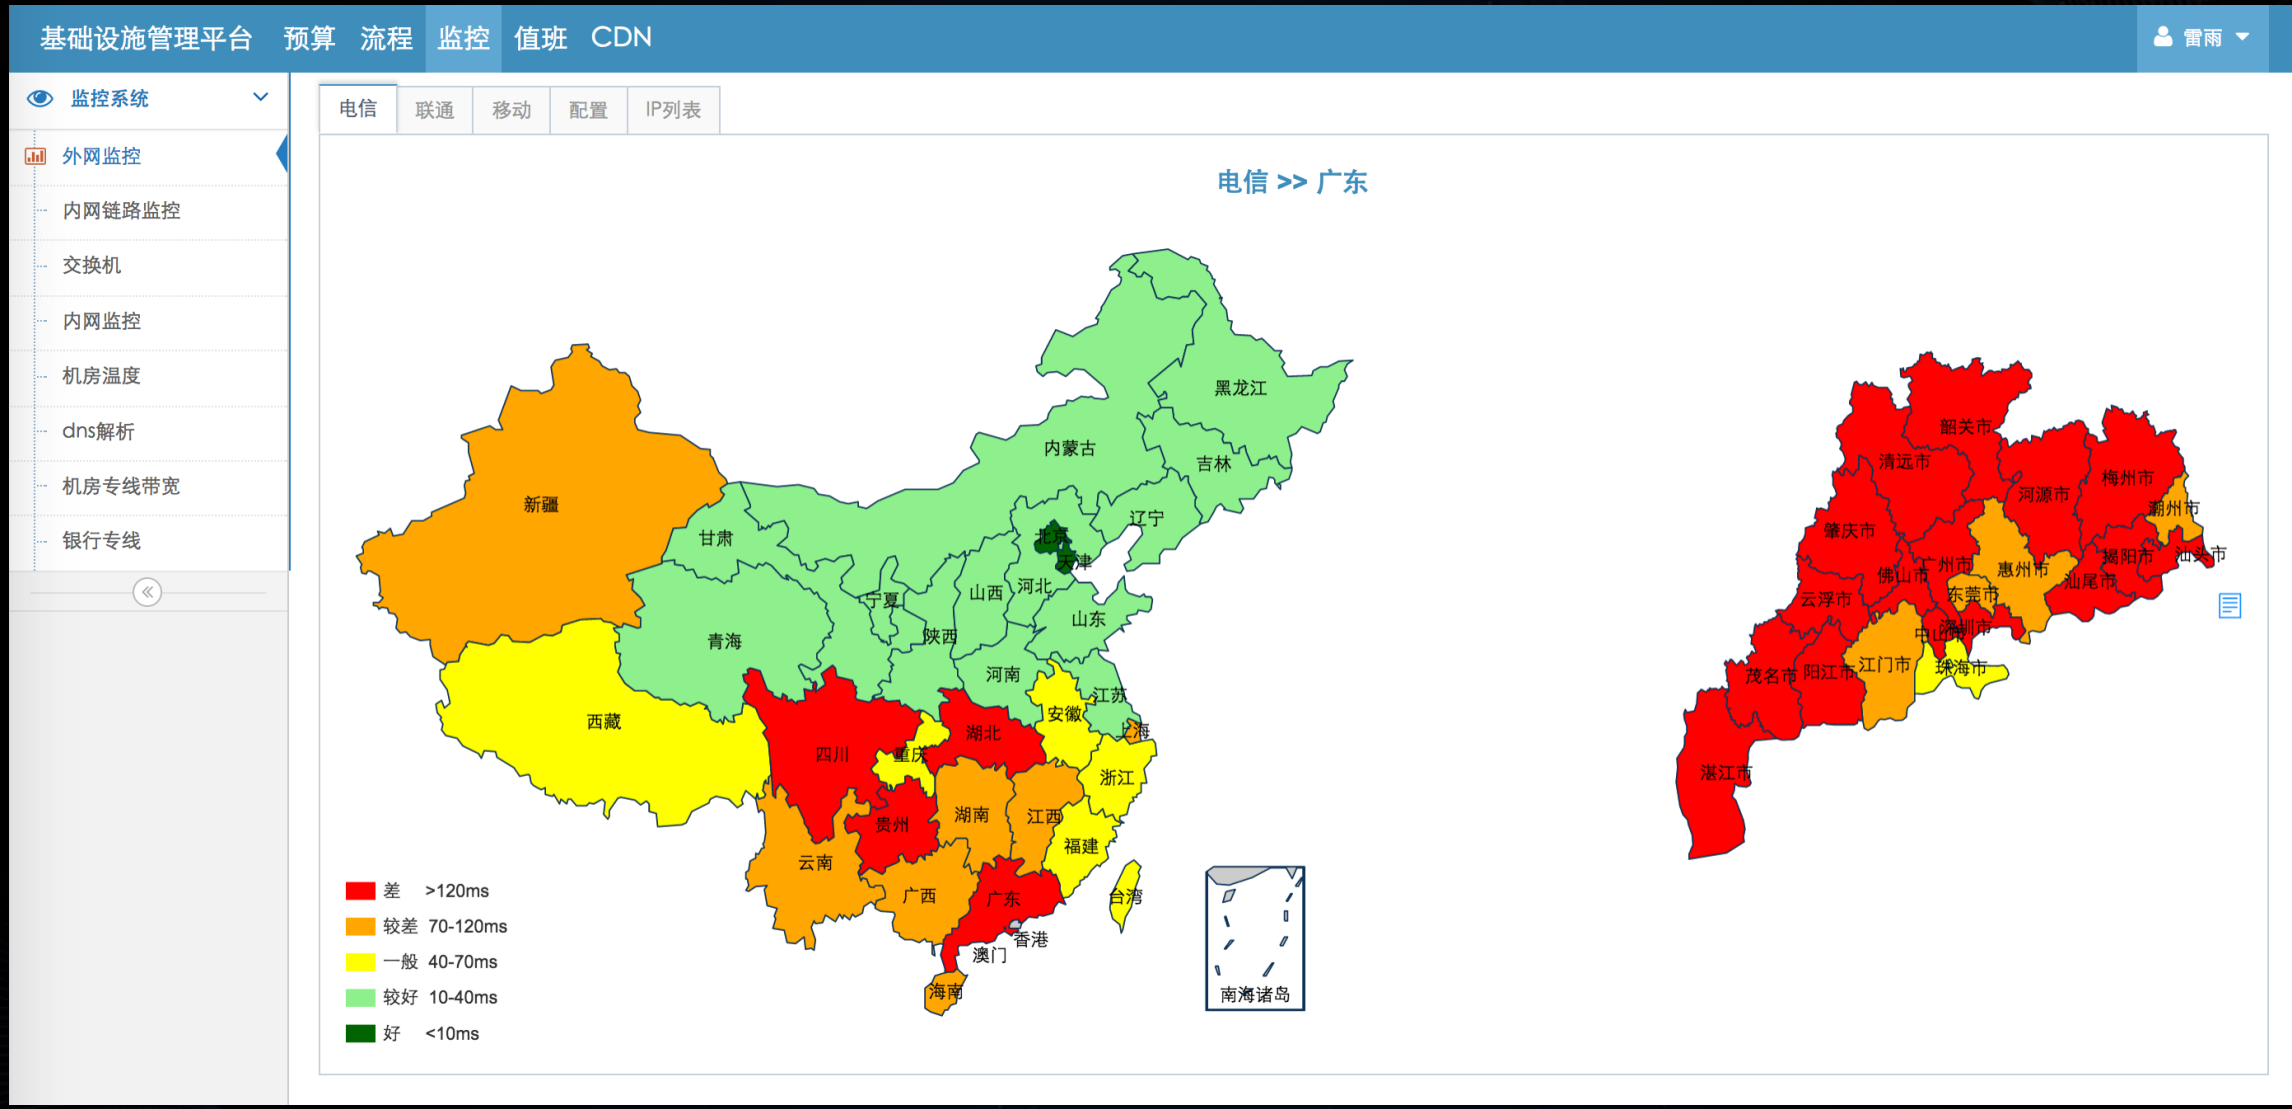 基础设施管理平台 预算 流程 监控 值班 CDN 雷雨
监控系统
外网监控
内网链路监控
交换机
内网监控
机房温度
dns解析
机房专线带宽
银行专线
电信 联通 移动 配置 IP列表
电信 >> 广东
黑龙江
内蒙古
吉林
新疆
辽宁
甘肃
北京
天津
河北
山西
宁夏
山东
陕西
青海
河南
江苏
安徽
西藏
上海
湖北
四川
重庆
浙江
湖南
江西
贵州
福建
云南
广西
广东
台湾
香港
澳门
海南
南海诸岛
差 >120ms
较差 70-120ms
一般 40-70ms
较好 10-40ms
好 <10ms
韶关市
清远市
梅州市
河源市
潮州市
肇庆市
揭阳市
汕头市
广州市
惠州市
佛山市
汕尾市
东莞市
云浮市
深圳市
中山市
江门市
珠海市
阳江市
茂名市
湛江市